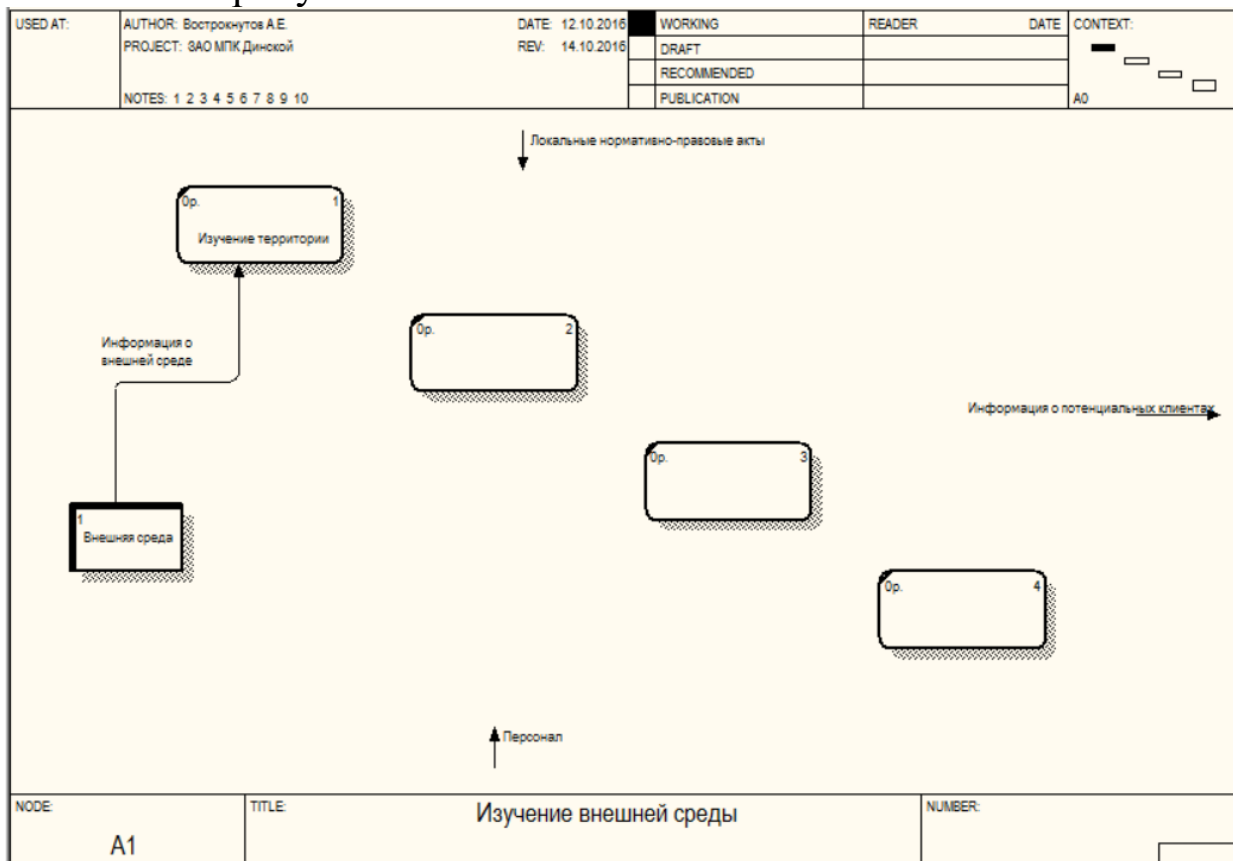 USED AT:
AUTHOR: Вострокнутов А.Е.
DATE: 12.10.2016
WORKING
READER
DATE
CONTEXT:
PROJECT: ЗАО МПК Динской
REV: 14.10.2016
DRAFT
RECOMMENDED
NOTES: 1 2 3 4 5 6 7 8 9 10
PUBLICATION
A0
Локальные нормативно-правовые акты
0р. 1
Изучение территории
0р. 2
Информация о
внешней среде
Информация о потенциальных клиентах
0р. 3
1
Внешняя среда
0р. 4
Персонал
NODE:
TITLE:
Изучение внешней среды
NUMBER:
A1